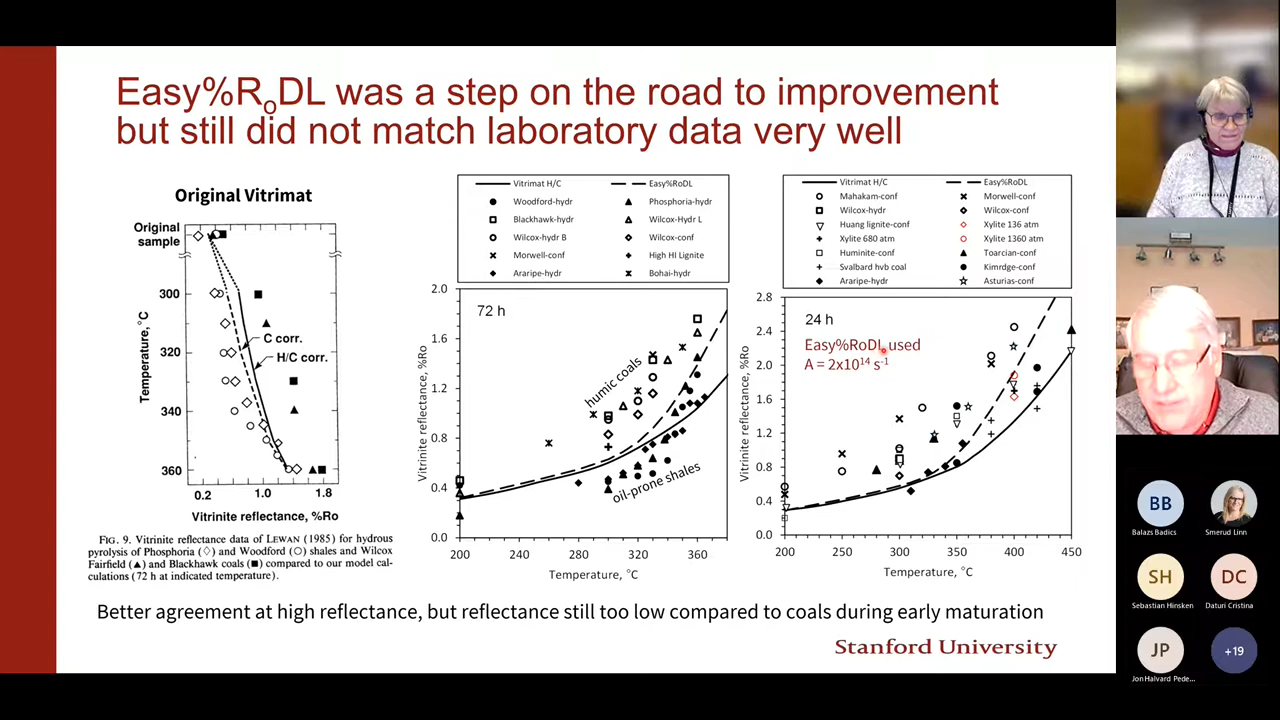 Easy%RoDL was a step on the road to improvement
but still did not match laboratory data very well
Original Vitrimat
Original
sample
300
320
340
360
Temperature, °C
C corr.
H/C corr.
0.2 1.0 1.8
Vitrinite reflectance, %Ro
FIG. 9. Vitrinite reflectance data of LEWAN (1985) for hydrous
pyrolysis of Phosphoria (◇) and Woodford (○) shales and Wilcox
Fairfield (▲) and Blackhawk coals (■) compared to our model cal-
culations (72 h at indicated temperature).
Vitrimat H/C Easy%RoDL
Woodford-hydr Phosphoria-hydr
Blackhawk-hydr Wilcox-Hydr L
Wilcox-hydr B Wilcox-conf
Morwell-conf High HI Lignite
Araripe-hydr Bohai-hydr
2.0
1.6
1.2
0.8
0.4
0.0
Vitrinite reflectance, %Ro
72 h
humic coals
oil-prone shales
200 240 280 320 360
Temperature, °C
Vitrimat H/C Easy%RoDL
Mahakam-conf Morwell-conf
Wilcox-hydr Wilcox-conf
Huang lignite-conf Xylite 136 atm
Xylite 680 atm Xylite 1360 atm
Huminite-conf Toarcian-conf
Svalbard hvb coal Kimrdge-conf
Araripe-hydr Asturias-conf
2.8
2.4
2.0
1.6
1.2
0.8
0.4
0.0
Vitrinite reflectance, %Ro
24 h
Easy%RoDL used
A = 2x10¹⁴ s⁻¹
200 250 300 350 400 450
Temperature, °C
Better agreement at high reflectance, but reflectance still too low compared to coals during early maturation
Stanford University
BB
Balazs Badics Smerud Linn
SH DC
Sebastian Hinsken Daturi Cristina
JP +19
Jon Halvard Pede...